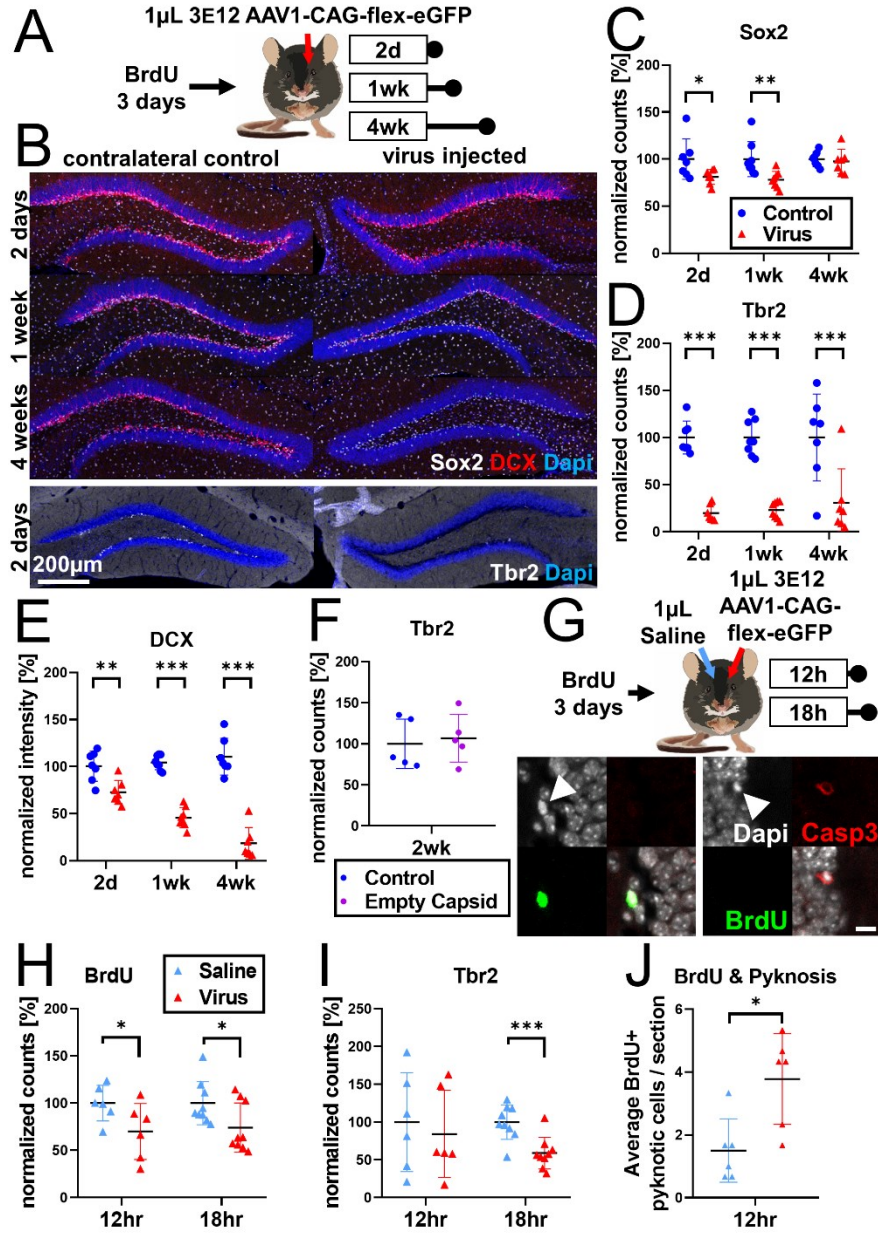 A
1µL 3E12 AAV1-CAG-flex-eGFP
BrdU
3 days
2d
1wk
4wk
B
contralateral control
virus injected
2 days
1 week
4 weeks
Sox2 DCX Dapi
2 days
200µm
Tbr2 Dapi
C
Sox2
normalized counts [%]
200
150
100
50
0
* **
Control
Virus
2d 1wk 4wk
D
Tbr2
normalized counts [%]
200
150
100
50
0
*** *** ***
2d 1wk 4wk
E
DCX
normalized intensity [%]
200
150
100
50
0
** *** ***
2d 1wk 4wk
F
Tbr2
normalized counts [%]
200
150
100
50
0
2wk
Control
Empty Capsid
G
1µL
Saline
1µL 3E12
AAV1-CAG-
flex-eGFP
BrdU
3 days
12h
18h
Dapi
Casp3
BrdU
H
BrdU
normalized counts [%]
200
150
100
50
0
Saline
Virus
* *
12hr 18hr
I
Tbr2
normalized counts [%]
250
200
150
100
50
0
***
12hr 18hr
J
BrdU & Pyknosis
Average BrdU+
pyknotic cells / section
6
4
2
0
*
12hr